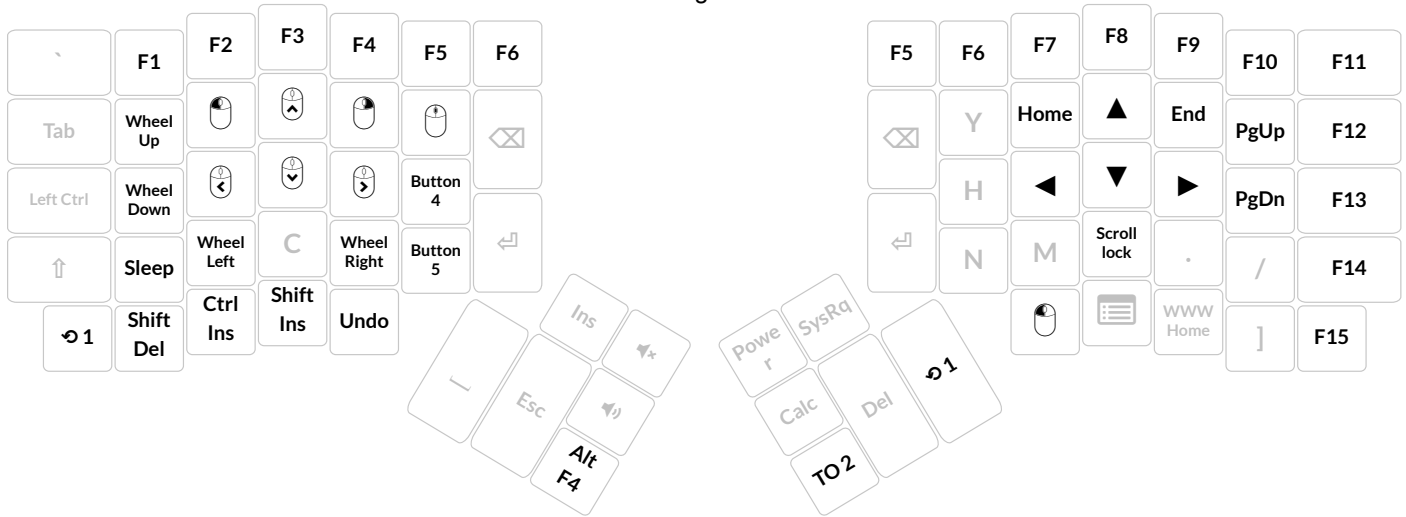 ` F1 F2 F3 F4 F5 F6 F5 F6 F7 F8 F9 F10 F11
Tab Wheel Up Y Home ▲ End PgUp F12
Left Ctrl Wheel Down Button 4 H ◀ ▼ ▶ PgDn F13
⇧ Sleep Wheel Left C Wheel Right Button 5 N M Scroll lock . / F14
1 Shift Del Ctrl Ins Shift Ins Undo WWW Home ] F15
Ins
[ Esc
Alt F4
Power SysRq
Calc Del 1
TO 2